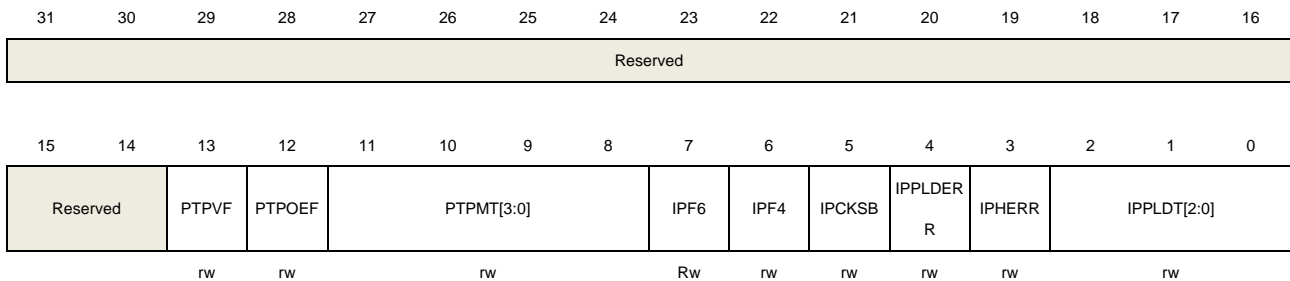 31 30 29 28 27 26 25 24 23 22 21 20 19 18 17 16
Reserved
15 14 13 12 11 10 9 8 7 6 5 4 3 2 1 0
Reserved PTPVF PTPOEF PTPMT[3:0] IPF6 IPF4 IPCKSB IPPLDER
R IPHERR IPPLDT[2:0]
rw rw rw Rw rw rw rw rw rw